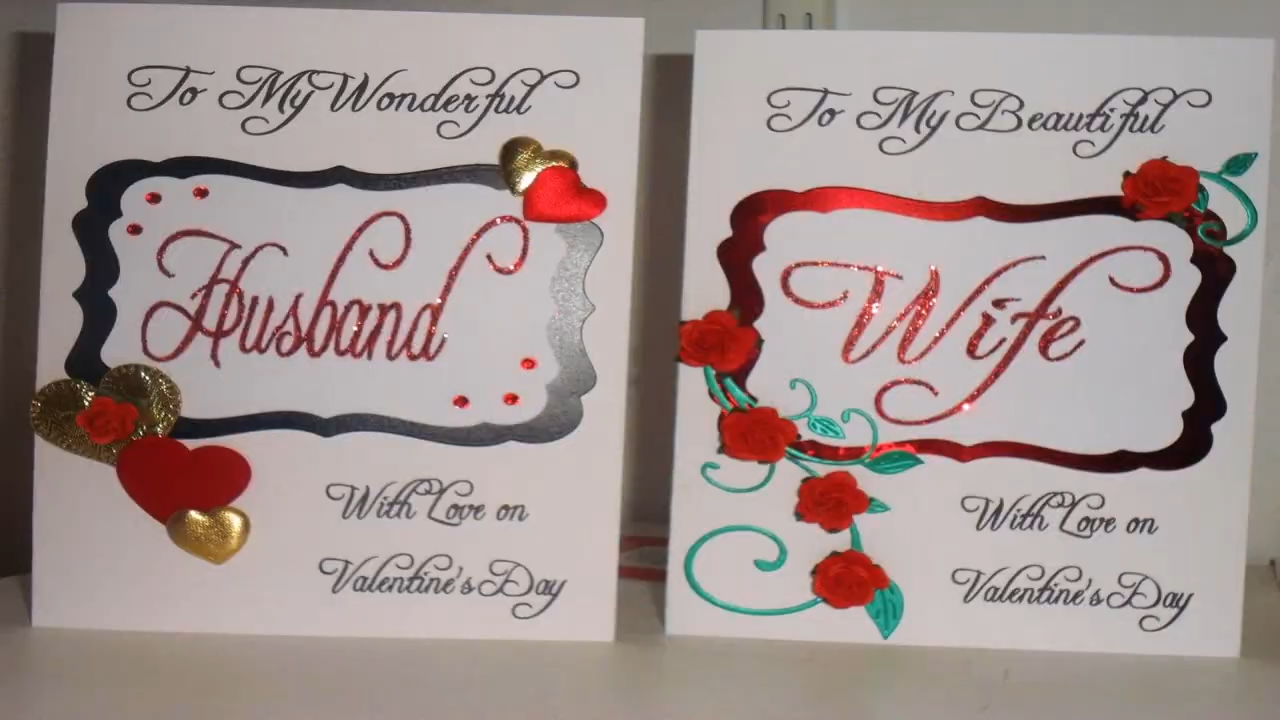 To My Wonderful
Husband
With Love on
Valentine's Day
To My Beautiful
Wife
With Love on
Valentine's Day